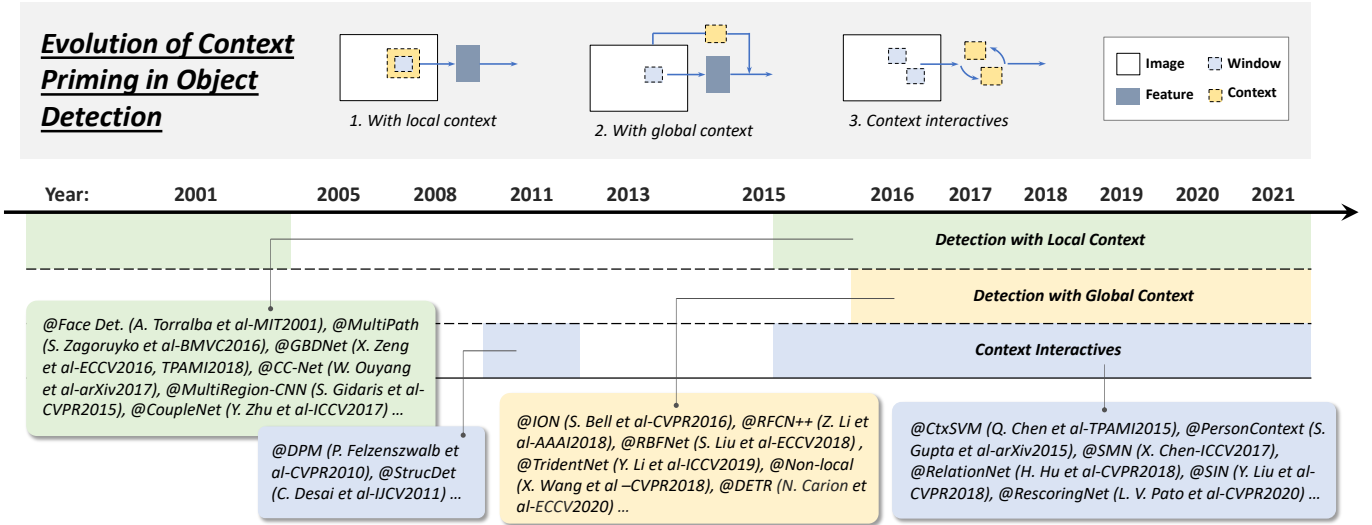 Evolution of Context
Priming in Object
Detection
1. With local context
2. With global context
3. Context interactives
Image
Window
Feature
Context
Year: 2001 2005 2008 2011 2013 2015 2016 2017 2018 2019 2020 2021
Detection with Local Context
Detection with Global Context
Context Interactives
@Face Det. (A. Torralba et al-MIT2001), @MultiPath
(S. Zagoruyko et al-BMVC2016), @GBDNet (X. Zeng
et al-ECCV2016, TPAMI2018), @CC-Net (W. Ouyang
et al-arXiv2017), @MultiRegion-CNN (S. Gidaris et al-
CVPR2015), @CoupleNet (Y. Zhu et al-ICCV2017) ...
@DPM (P. Felzenszwalb et
al-CVPR2010), @StrucDet
(C. Desai et al-IJCV2011) ...
@ION (S. Bell et al-CVPR2016), @RFCN++ (Z. Li et
al-AAAI2018), @RBFNet (S. Liu et al-ECCV2018) ,
@TridentNet (Y. Li et al-ICCV2019), @Non-local
(X. Wang et al –CVPR2018), @DETR (N. Carion et
al-ECCV2020) ...
@CtxSVM (Q. Chen et al-TPAMI2015), @PersonContext (S.
Gupta et al-arXiv2015), @SMN (X. Chen-ICCV2017),
@RelationNet (H. Hu et al-CVPR2018), @SIN (Y. Liu et al-
CVPR2018), @RescoringNet (L. V. Pato et al-CVPR2020) ...